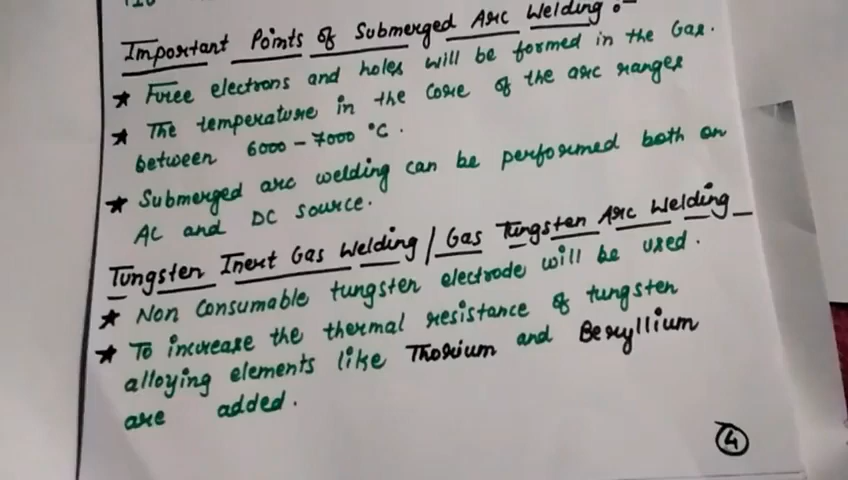 Important Points of Submerged Arc Welding :-
★ Free electrons and holes will be formed in the Gas.
★ The temperature in the core of the arc ranges
between 6000 - 7000 °C.
★ Submerged arc welding can be performed both on
AC and DC source.
Tungsten Inert Gas Welding / Gas Tungsten Arc Welding
★ Non Consumable tungsten electrode will be used.
★ To increase the thermal resistance of tungsten
alloying elements like Thorium and Beryllium
are added.
4